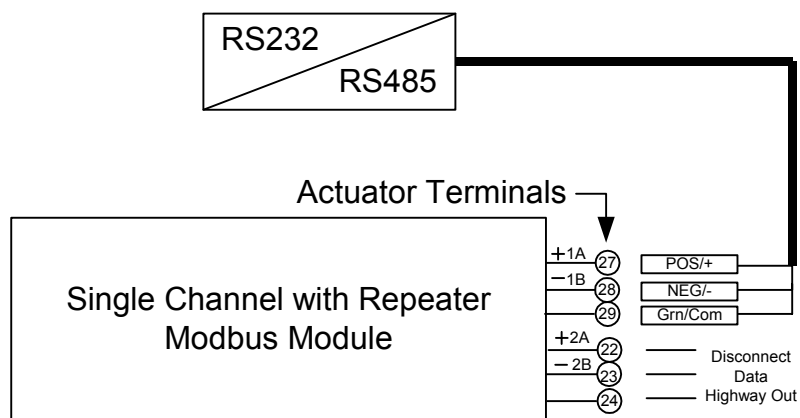 RS232
RS485
Actuator Terminals
Single Channel with Repeater
Modbus Module
+1A 27 POS/+
-1B 28 NEG/-
29 Grn/Com
+2A 22 Disconnect
-2B 23 Data
24 Highway Out